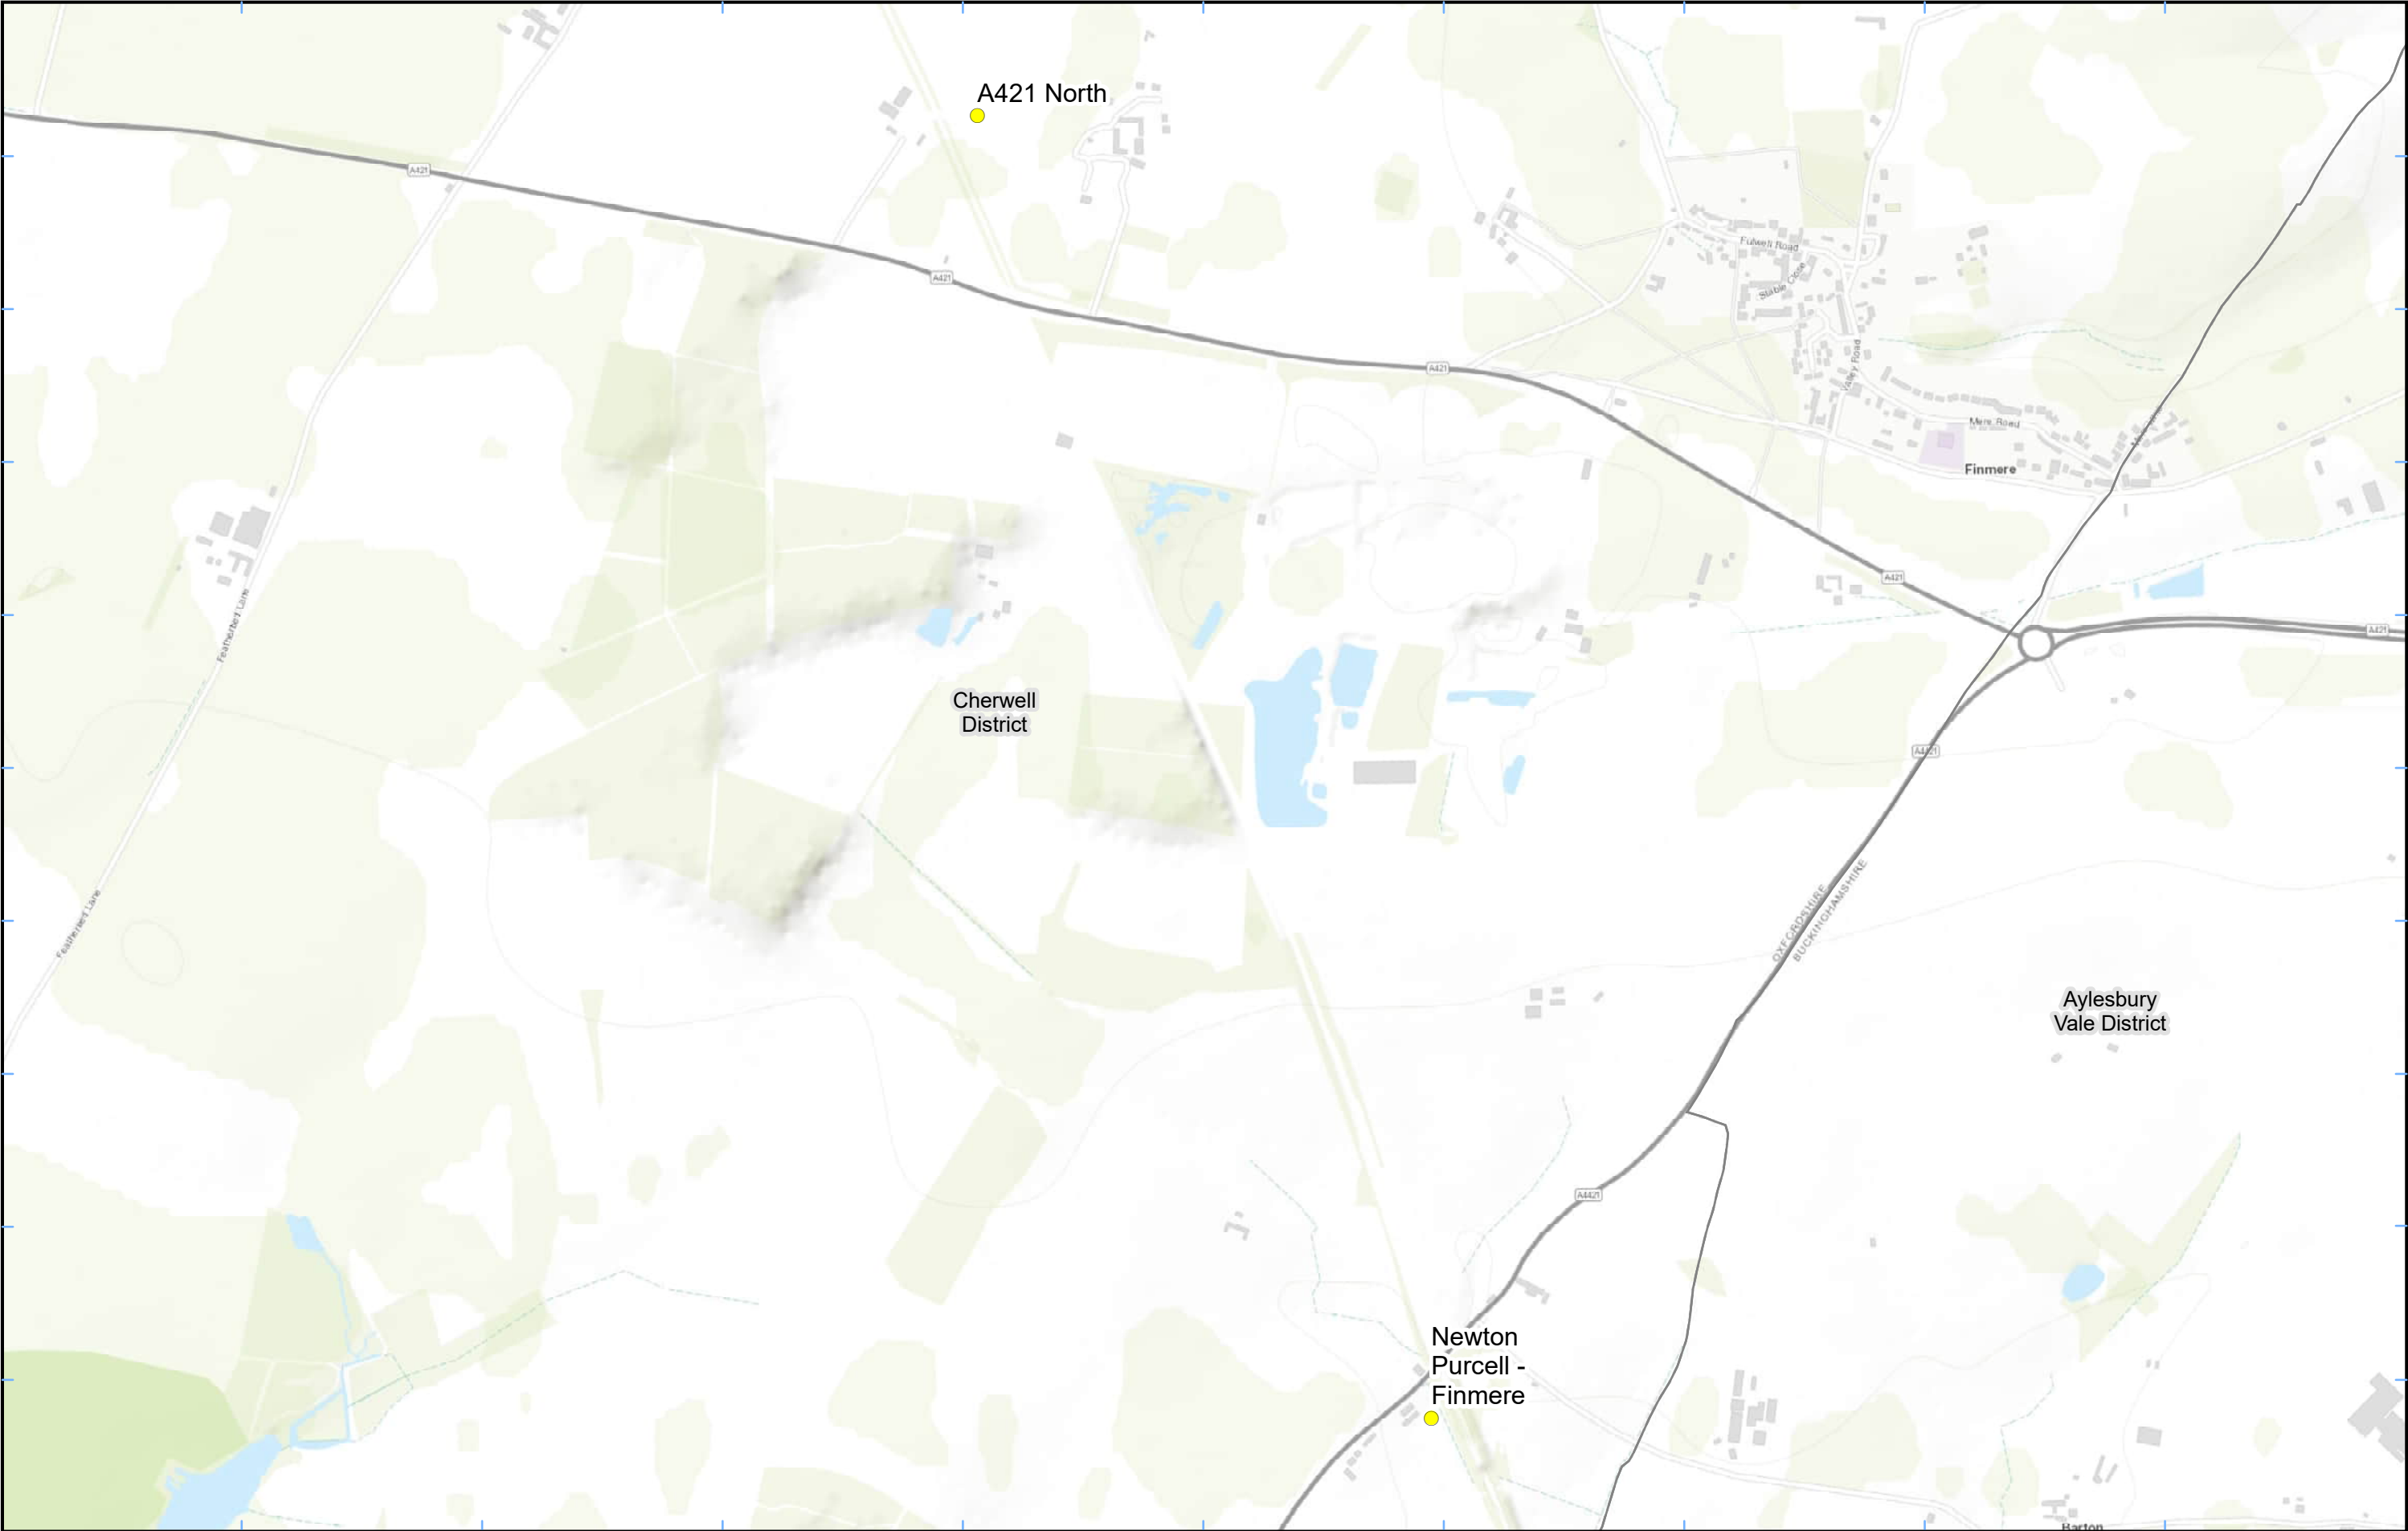 A421 North
A421
Fulwell Road
A421
Stable Close
Valley Road
A421
Mere Road
Finmere
A421
Featherbed Lane
A421
Cherwell
District
A4421
OXFORDSHIRE
BUCKINGHAMSHIRE
Featherbed Lane
Aylesbury
Vale District
A4421
Newton
Purcell -
Finmere
Barton